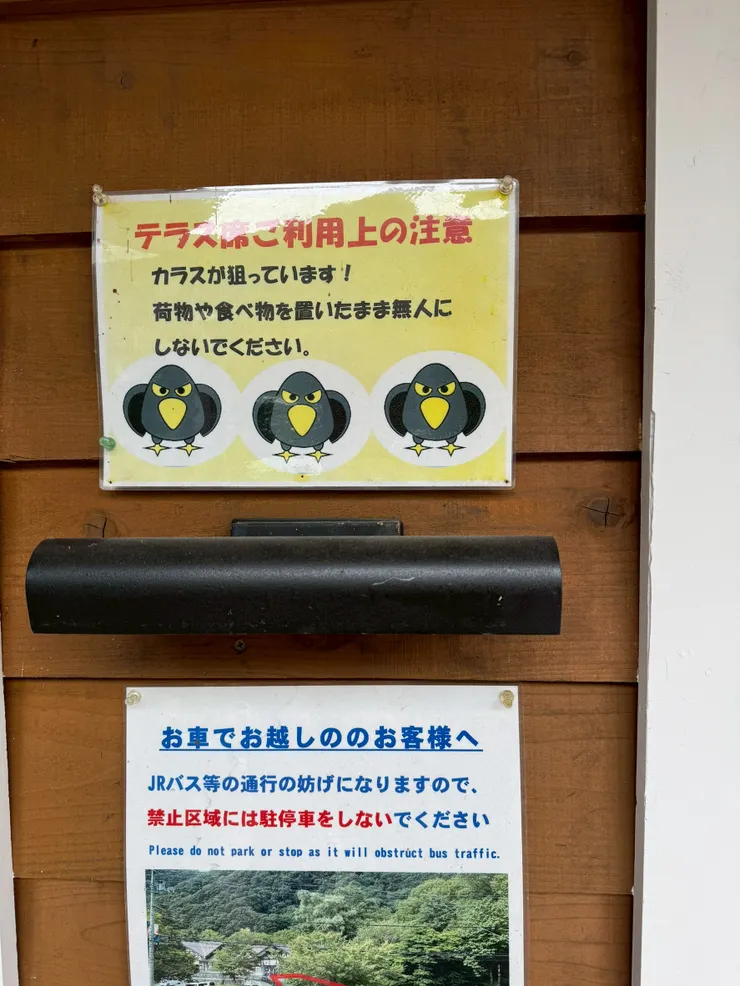 テラス席ご利用上の注意
カラスが狙っています！
荷物や食べ物を置いたまま無人に
しないでください。
お車でお越しののお客様へ
JRバス等の通行の妨げになりますので、
禁止区域には駐停車をしないでください
Please do not park or stop as it will obstruct bus traffic.